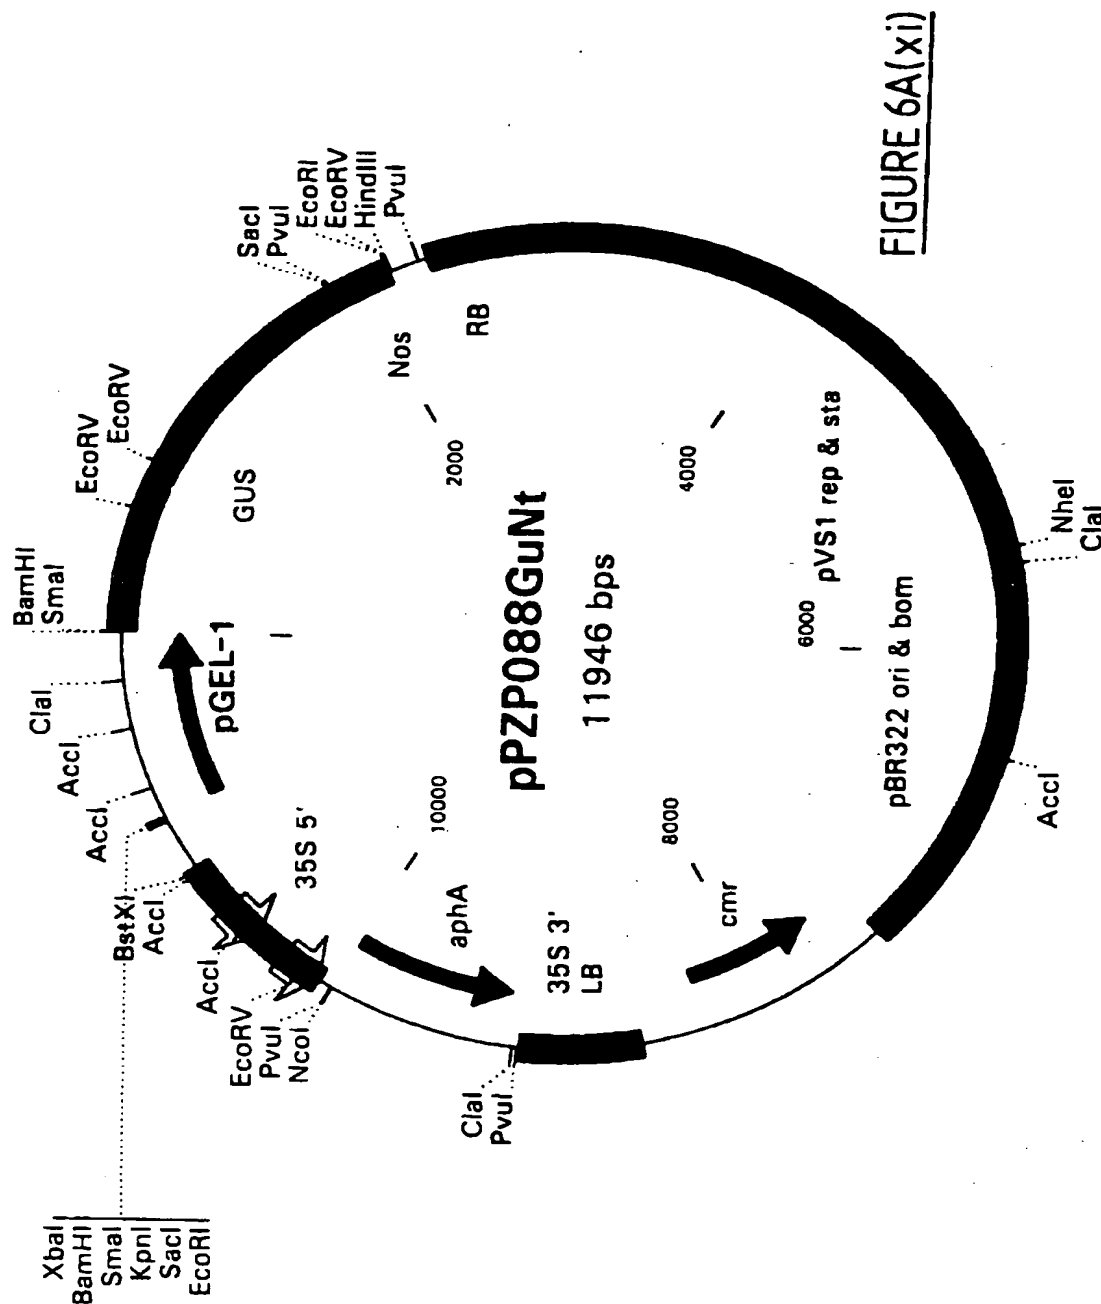 XbaI
BamHI
SmaI
KpnI
SacI
EcoRI
BstXI
AccI
AccI
AccI
AccI
ClaI
BamHI
SmaI
EcoRV
EcoRV
SacI
PvuI
EcoRI
EcoRV
HindIII
PvuI
EcoRV
PvuI
NcoI
ClaI
PvuI
AccI
NheI
ClaI
pGEL-1
GUS
Nos
RB
35S 5'
aphA
35S 3'
LB
cmr
2000
4000
6000
8000
10000
pPZP088GuNt
11946 bps
pVS1 rep & sta
pBR322 ori & bom
FIGURE 6A(xi)